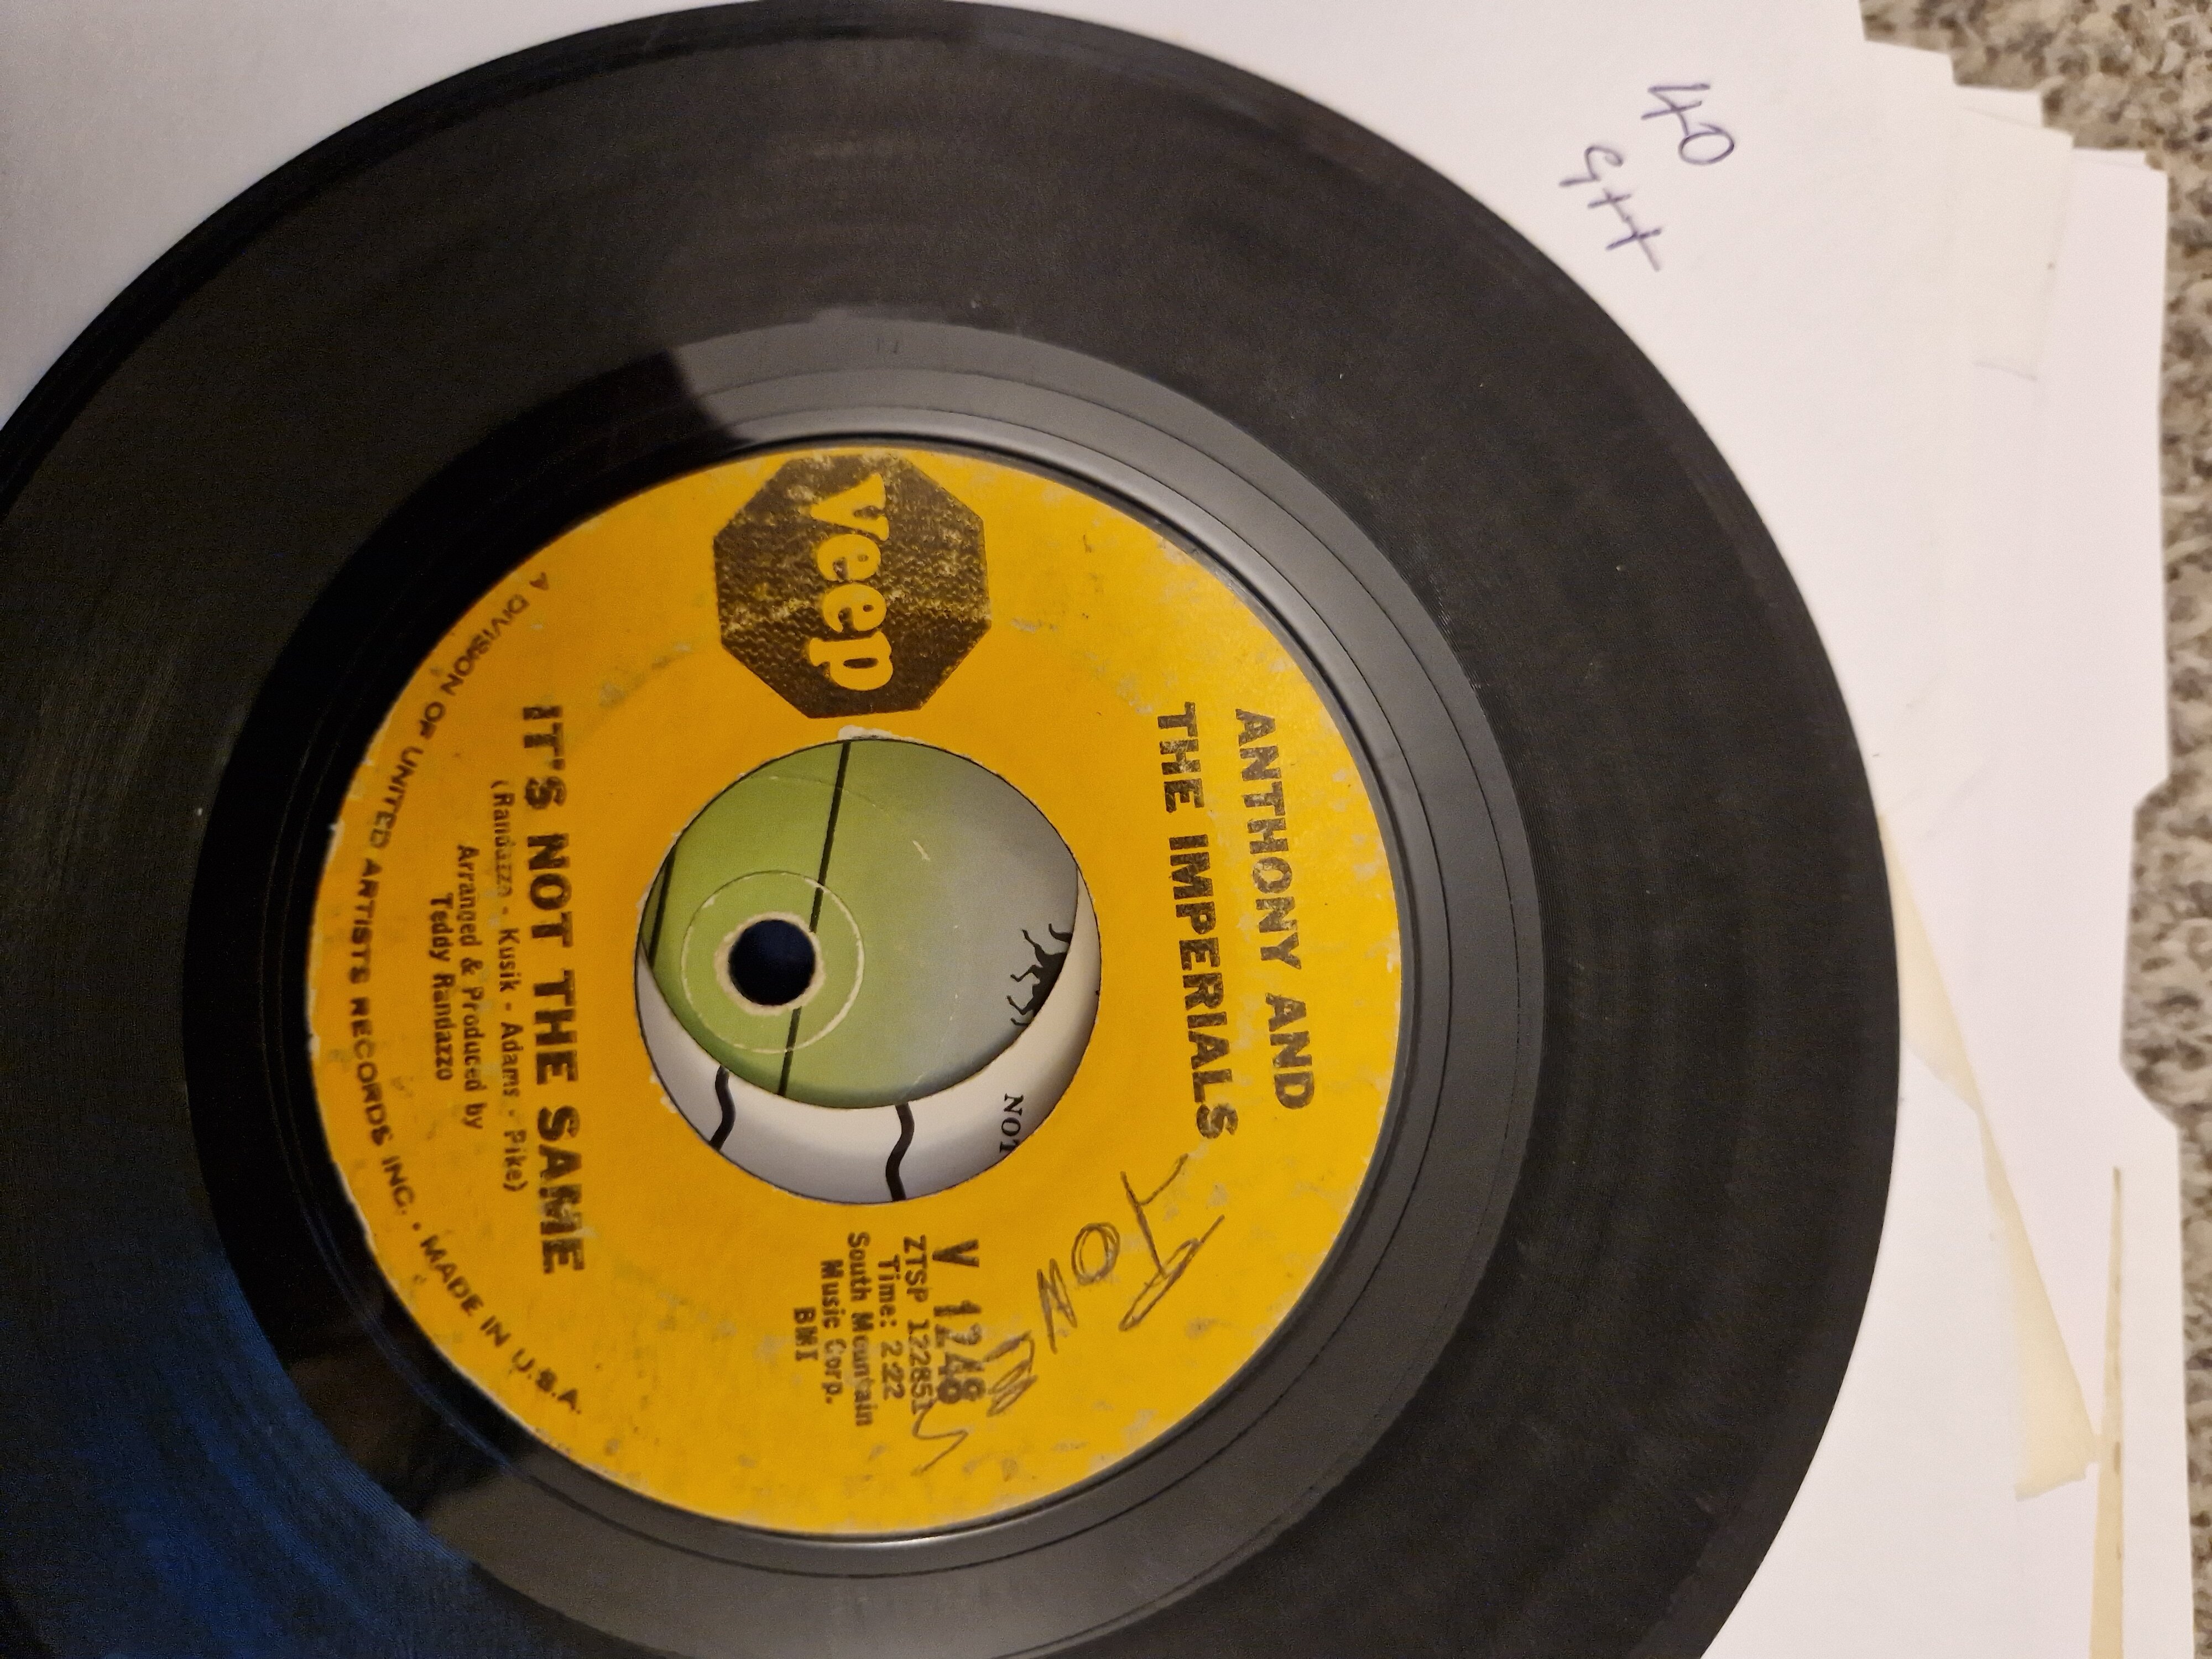 40
Veep
ANTHONY AND
THE IMPERIALS
TOM
V 1248
ZTSP 122851
Time: 2:22
South Mountain
Music Corp.
BMI
NOT
IT'S NOT THE SAME
(Randazzo - Kusik - Adams - Pike)
Arranged & Produced by
Teddy Randazzo
A DIVISION OF UNITED ARTISTS RECORDS INC. • MADE IN U.S.A.